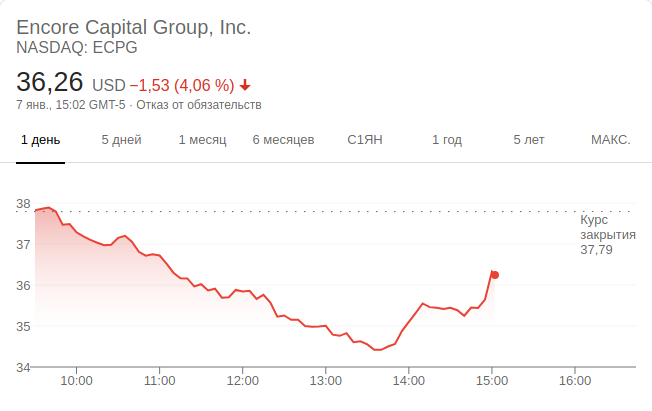 Encore Capital Group, Inc.
NASDAQ: ECPG
36,26 USD −1,53 (4,06 %)
7 янв., 15:02 GMT-5 · Отказ от обязательств
1 день 5 дней 1 месяц 6 месяцев С1ЯН 1 год 5 лет МАКС.
38
Курс
закрытия
37,79
37
36
35
34
10:00 11:00 12:00 13:00 14:00 15:00 16:00